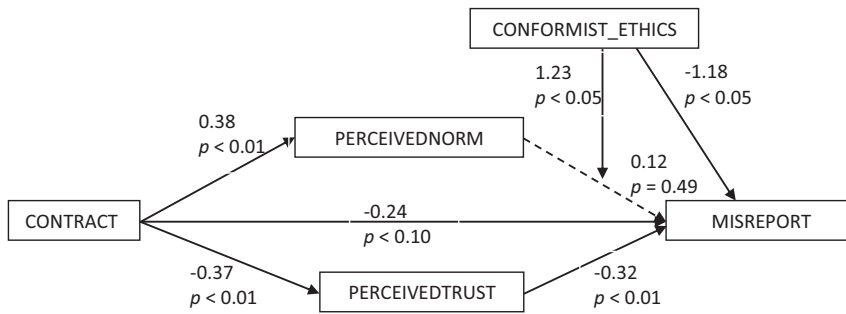 CONFORMIST_ETHICS
1.23
p < 0.05
-1.18
p < 0.05
0.38
p < 0.01
PERCEIVEDNORM
0.12
p = 0.49
CONTRACT
-0.24
p < 0.10
MISREPORT
-0.37
p < 0.01
PERCEIVEDTRUST
-0.32
p < 0.01